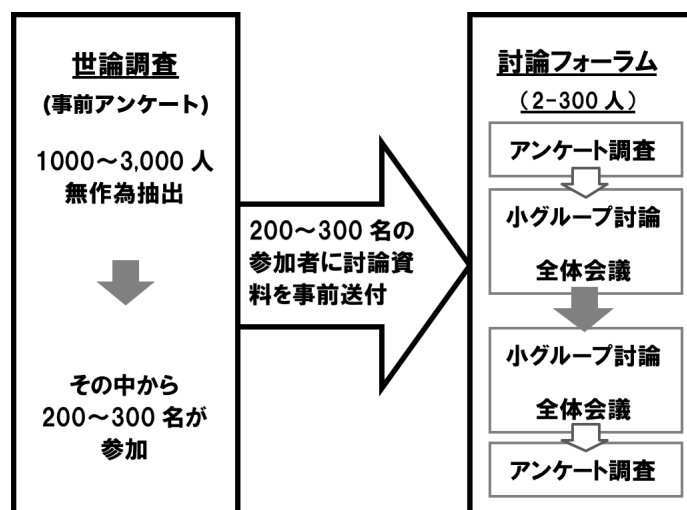 世論調査
(事前アンケート)
1000～3,000 人
無作為抽出
その中から
200～300 名が
参加
200～300 名の
参加者に討論資
料を事前送付
討論フォーラム
（2-300 人）
アンケート調査
小グループ討論
全体会議
小グループ討論
全体会議
アンケート調査